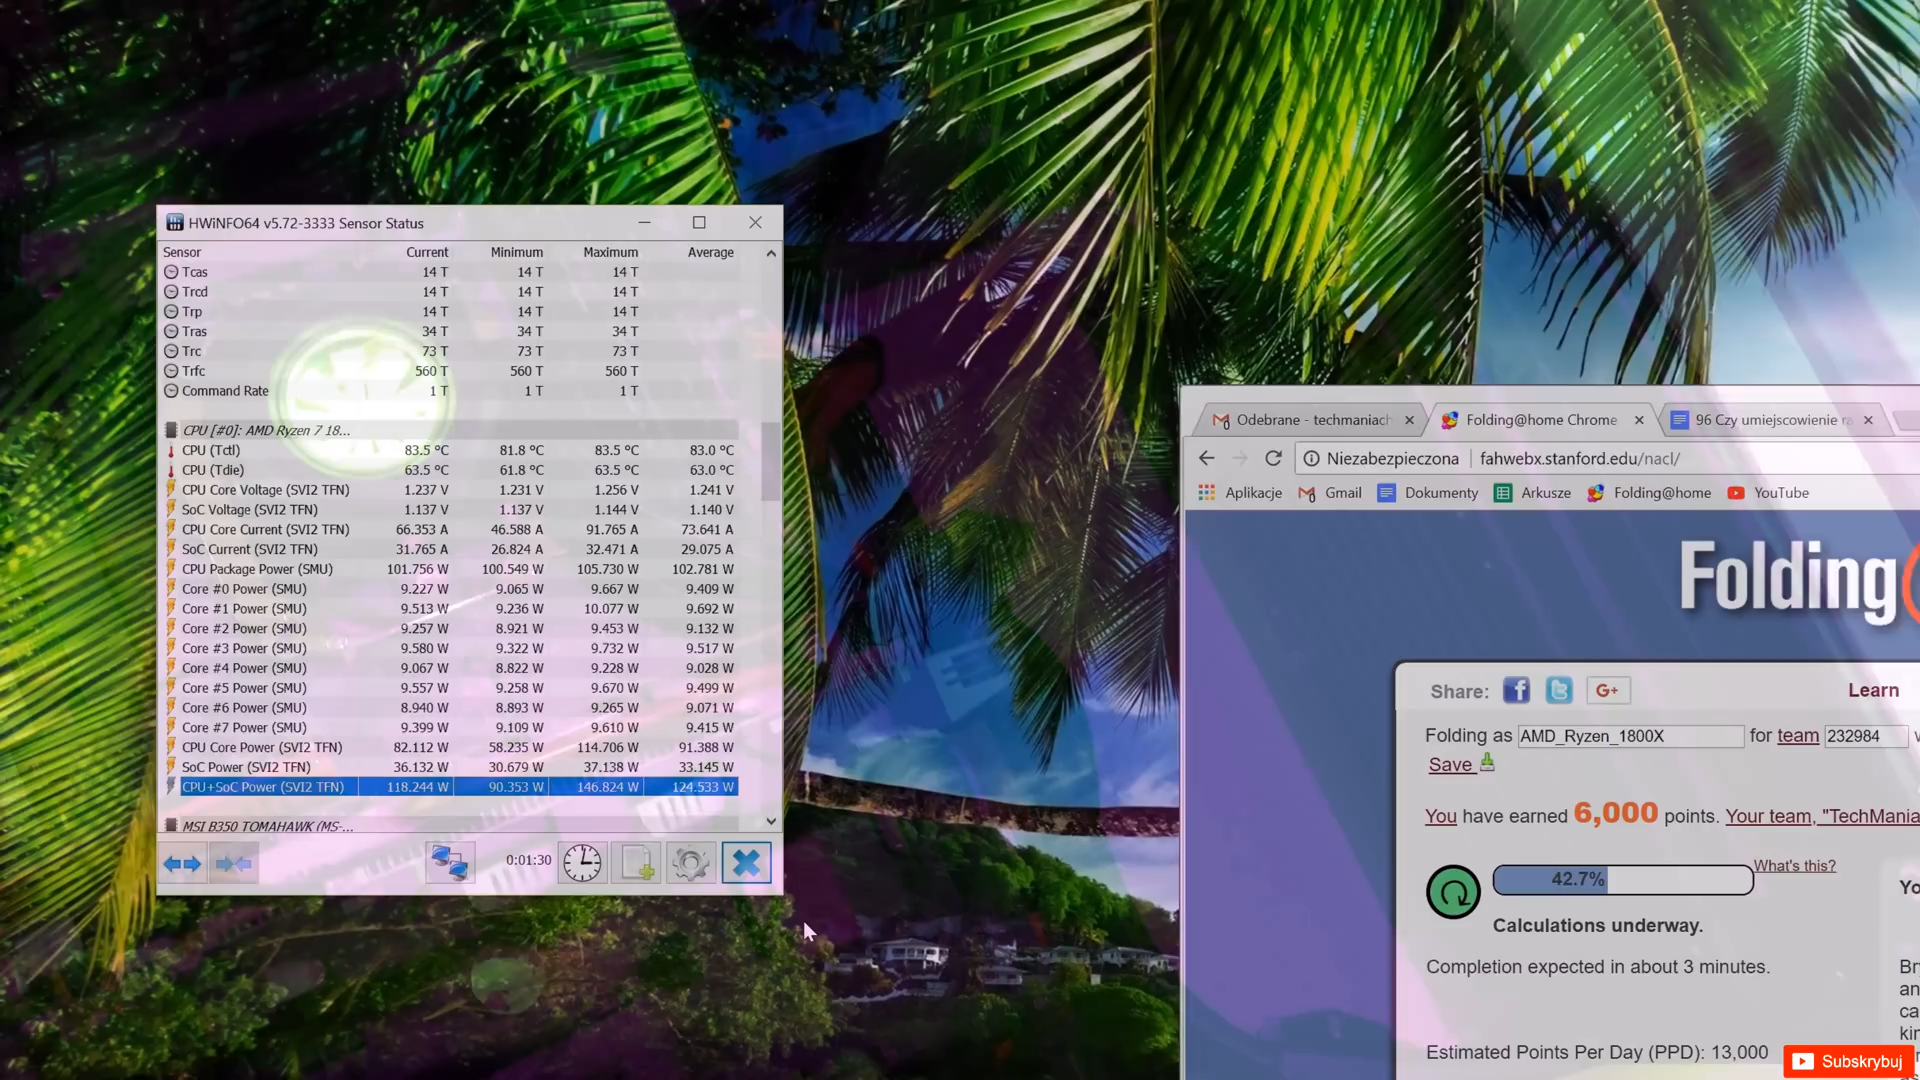 HWiNFO64 v5.72-3333 Sensor Status
Sensor Current Minimum Maximum Average
Tcas 14 T 14 T 14 T
Trcd 14 T 14 T 14 T
Trp 14 T 14 T 14 T
Tras 34 T 34 T 34 T
Trc 73 T 73 T 73 T
Trfc 560 T 560 T 560 T
Command Rate 1 T 1 T 1 T
CPU [#0]: AMD Ryzen 7 18...
CPU (Tctl) 83.5 °C 81.8 °C 83.5 °C 83.0 °C
CPU (Tdie) 63.5 °C 61.8 °C 63.5 °C 63.0 °C
CPU Core Voltage (SVI2 TFN) 1.237 V 1.231 V 1.256 V 1.241 V
SoC Voltage (SVI2 TFN) 1.137 V 1.137 V 1.144 V 1.140 V
CPU Core Current (SVI2 TFN) 66.353 A 46.588 A 91.765 A 73.641 A
SoC Current (SVI2 TFN) 31.765 A 26.824 A 32.471 A 29.075 A
CPU Package Power (SMU) 101.756 W 100.549 W 105.730 W 102.781 W
Core #0 Power (SMU) 9.227 W 9.065 W 9.667 W 9.409 W
Core #1 Power (SMU) 9.513 W 9.236 W 10.077 W 9.692 W
Core #2 Power (SMU) 9.257 W 8.921 W 9.453 W 9.132 W
Core #3 Power (SMU) 9.580 W 9.322 W 9.732 W 9.517 W
Core #4 Power (SMU) 9.067 W 8.822 W 9.228 W 9.028 W
Core #5 Power (SMU) 9.557 W 9.258 W 9.670 W 9.499 W
Core #6 Power (SMU) 8.940 W 8.893 W 9.265 W 9.071 W
Core #7 Power (SMU) 9.399 W 9.109 W 9.610 W 9.415 W
CPU Core Power (SVI2 TFN) 82.112 W 58.235 W 114.706 W 91.388 W
SoC Power (SVI2 TFN) 36.132 W 30.679 W 37.138 W 33.145 W
CPU+SoC Power (SVI2 TFN) 118.244 W 90.353 W 146.824 W 124.533 W
MSI B350 TOMAHAWK (MS-...
0:01:30
Odebrane - techmaniac Folding@home Chrome 96 Czy umiejscowienie ra
Niezabezpieczona fahwebx.stanford.edu/nacl/
Aplikacje Gmail Dokumenty Arkusze Folding@home YouTube
Folding
Share: f t G+ Learn
Folding as AMD_Ryzen_1800X for team 232984
Save
You have earned 6,000 points. Your team, "TechMania
42.7% What's this?
Yo
Calculations underway.
Completion expected in about 3 minutes.
Br
an
ca
kin
Estimated Points Per Day (PPD): 13,000
Subskrybuj